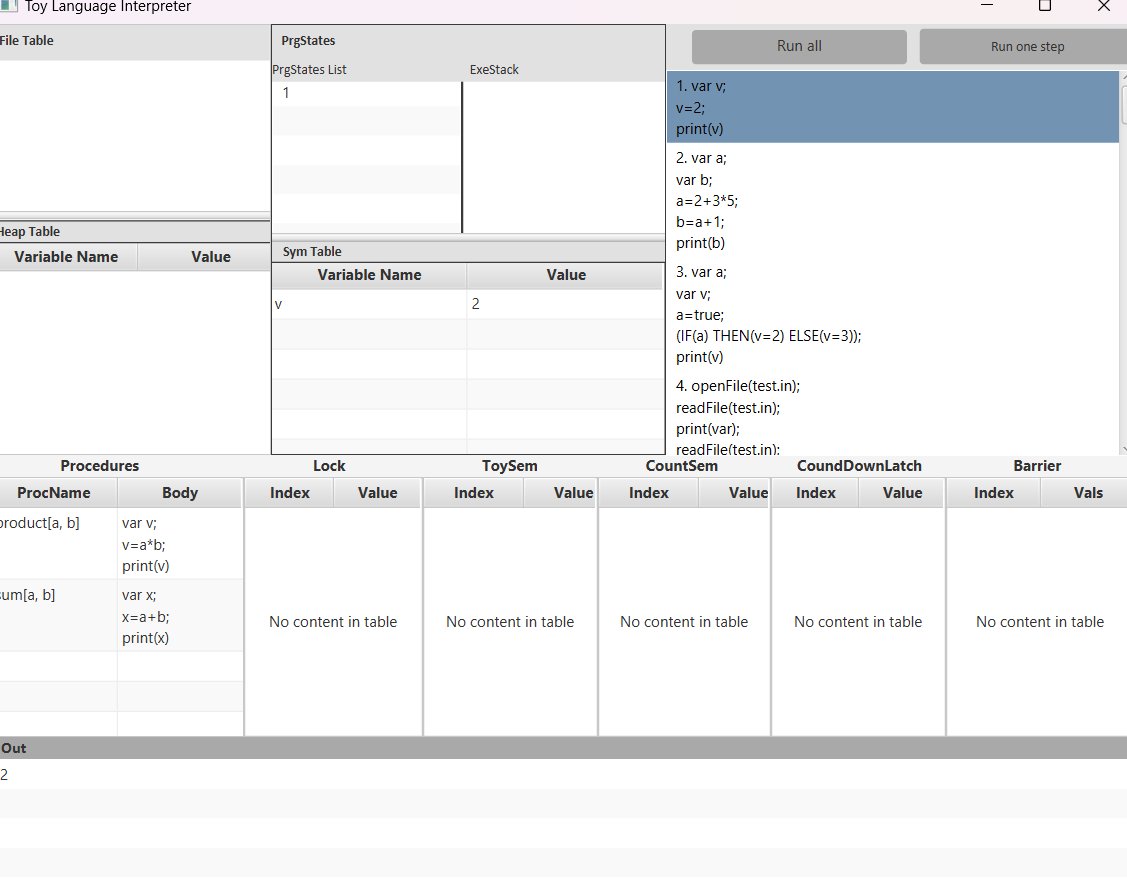 Toy Language Interpreter
File Table
PrgStates
PrgStates List
ExeStack
1
Run all
Run one step
1. var v;
v=2;
print(v)
2. var a;
var b;
a=2+3*5;
b=a+1;
print(b)
3. var a;
var v;
a=true;
(IF(a) THEN(v=2) ELSE(v=3));
print(v)
4. openFile(test.in);
readFile(test.in);
print(var);
readFile(test.in);
Heap Table
Variable Name Value
Sym Table
Variable Name Value
v 2
Procedures
ProcName Body
product[a, b]
var v;
v=a*b;
print(v)
sum[a, b]
var x;
x=a+b;
print(x)
Lock
Index Value
No content in table
ToySem
Index Value
No content in table
CountSem
Index Value
No content in table
CoundDownLatch
Index Value
No content in table
Barrier
Index Vals
No content in table
Out
2